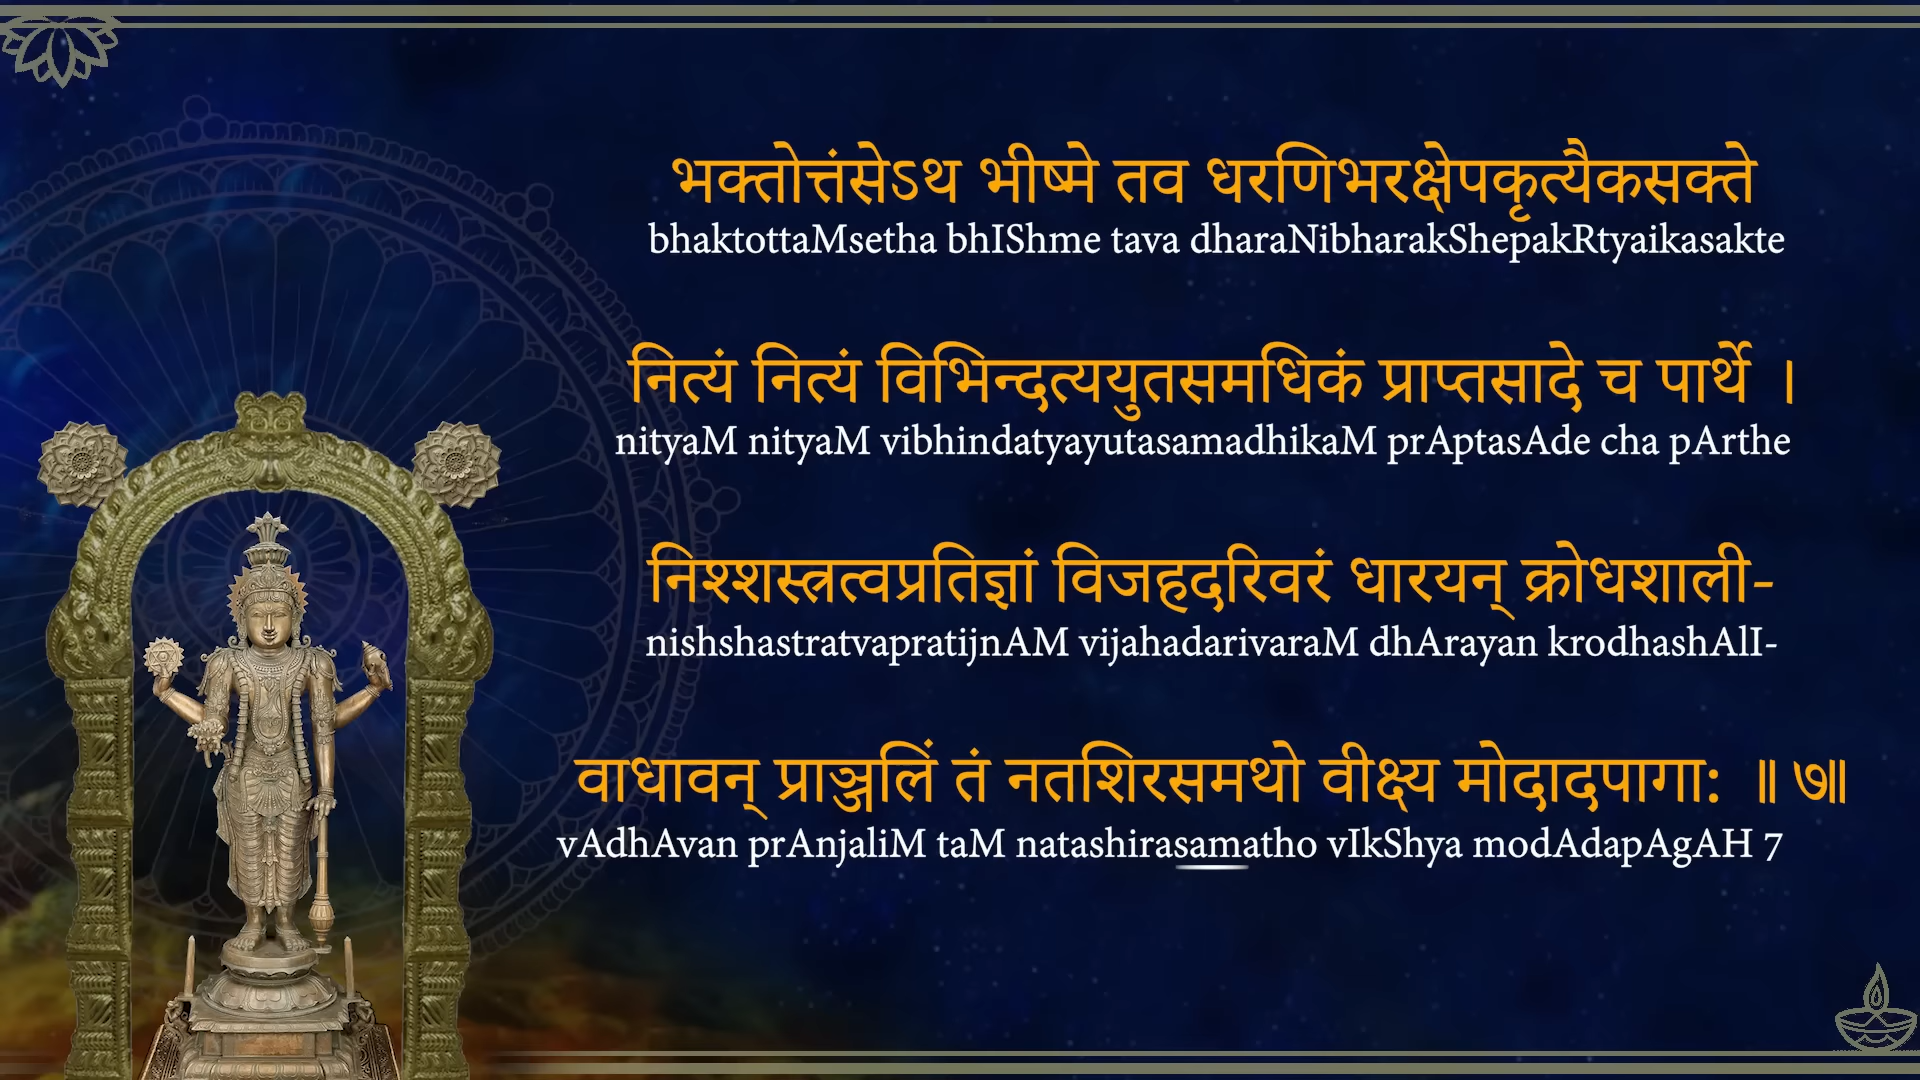 भक्तोत्तंसेऽथ भीष्मे तव धरणिभरक्षेपकृत्यैकसक्ते
bhaktottaMsetha bhIShme tava dharaNibharakShepakRtyaikasakte
नित्यं नित्यं विभिन्दत्ययुतसमधिकं प्राप्तसादे च पार्थे ।
nityaM nityaM vibhindatyayutasamadhikaM prAptasAde cha pArthe
निश्शस्त्रत्वप्रतिज्ञां विजहदरिवरं धारयन् क्रोधशाली-
nishshastratvapratijnAM vijahadarivaraM dhArayan krodhashAlI-
वाधावन् प्राञ्जलिं तं नतशिरसमथो वीक्ष्य मोदादपागाः ॥ ७॥
vAdhAvan prAnjaliM taM natashirasamatho vIkShya modAdapAgAH 7